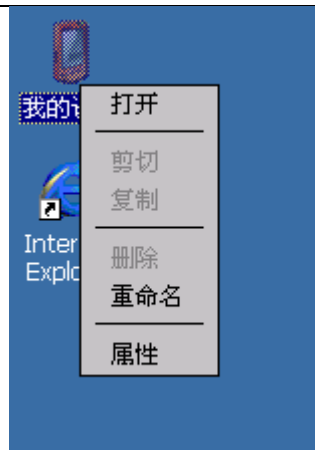 我的
打开
剪切
复制
删除
重命名
属性
Inter
Explo